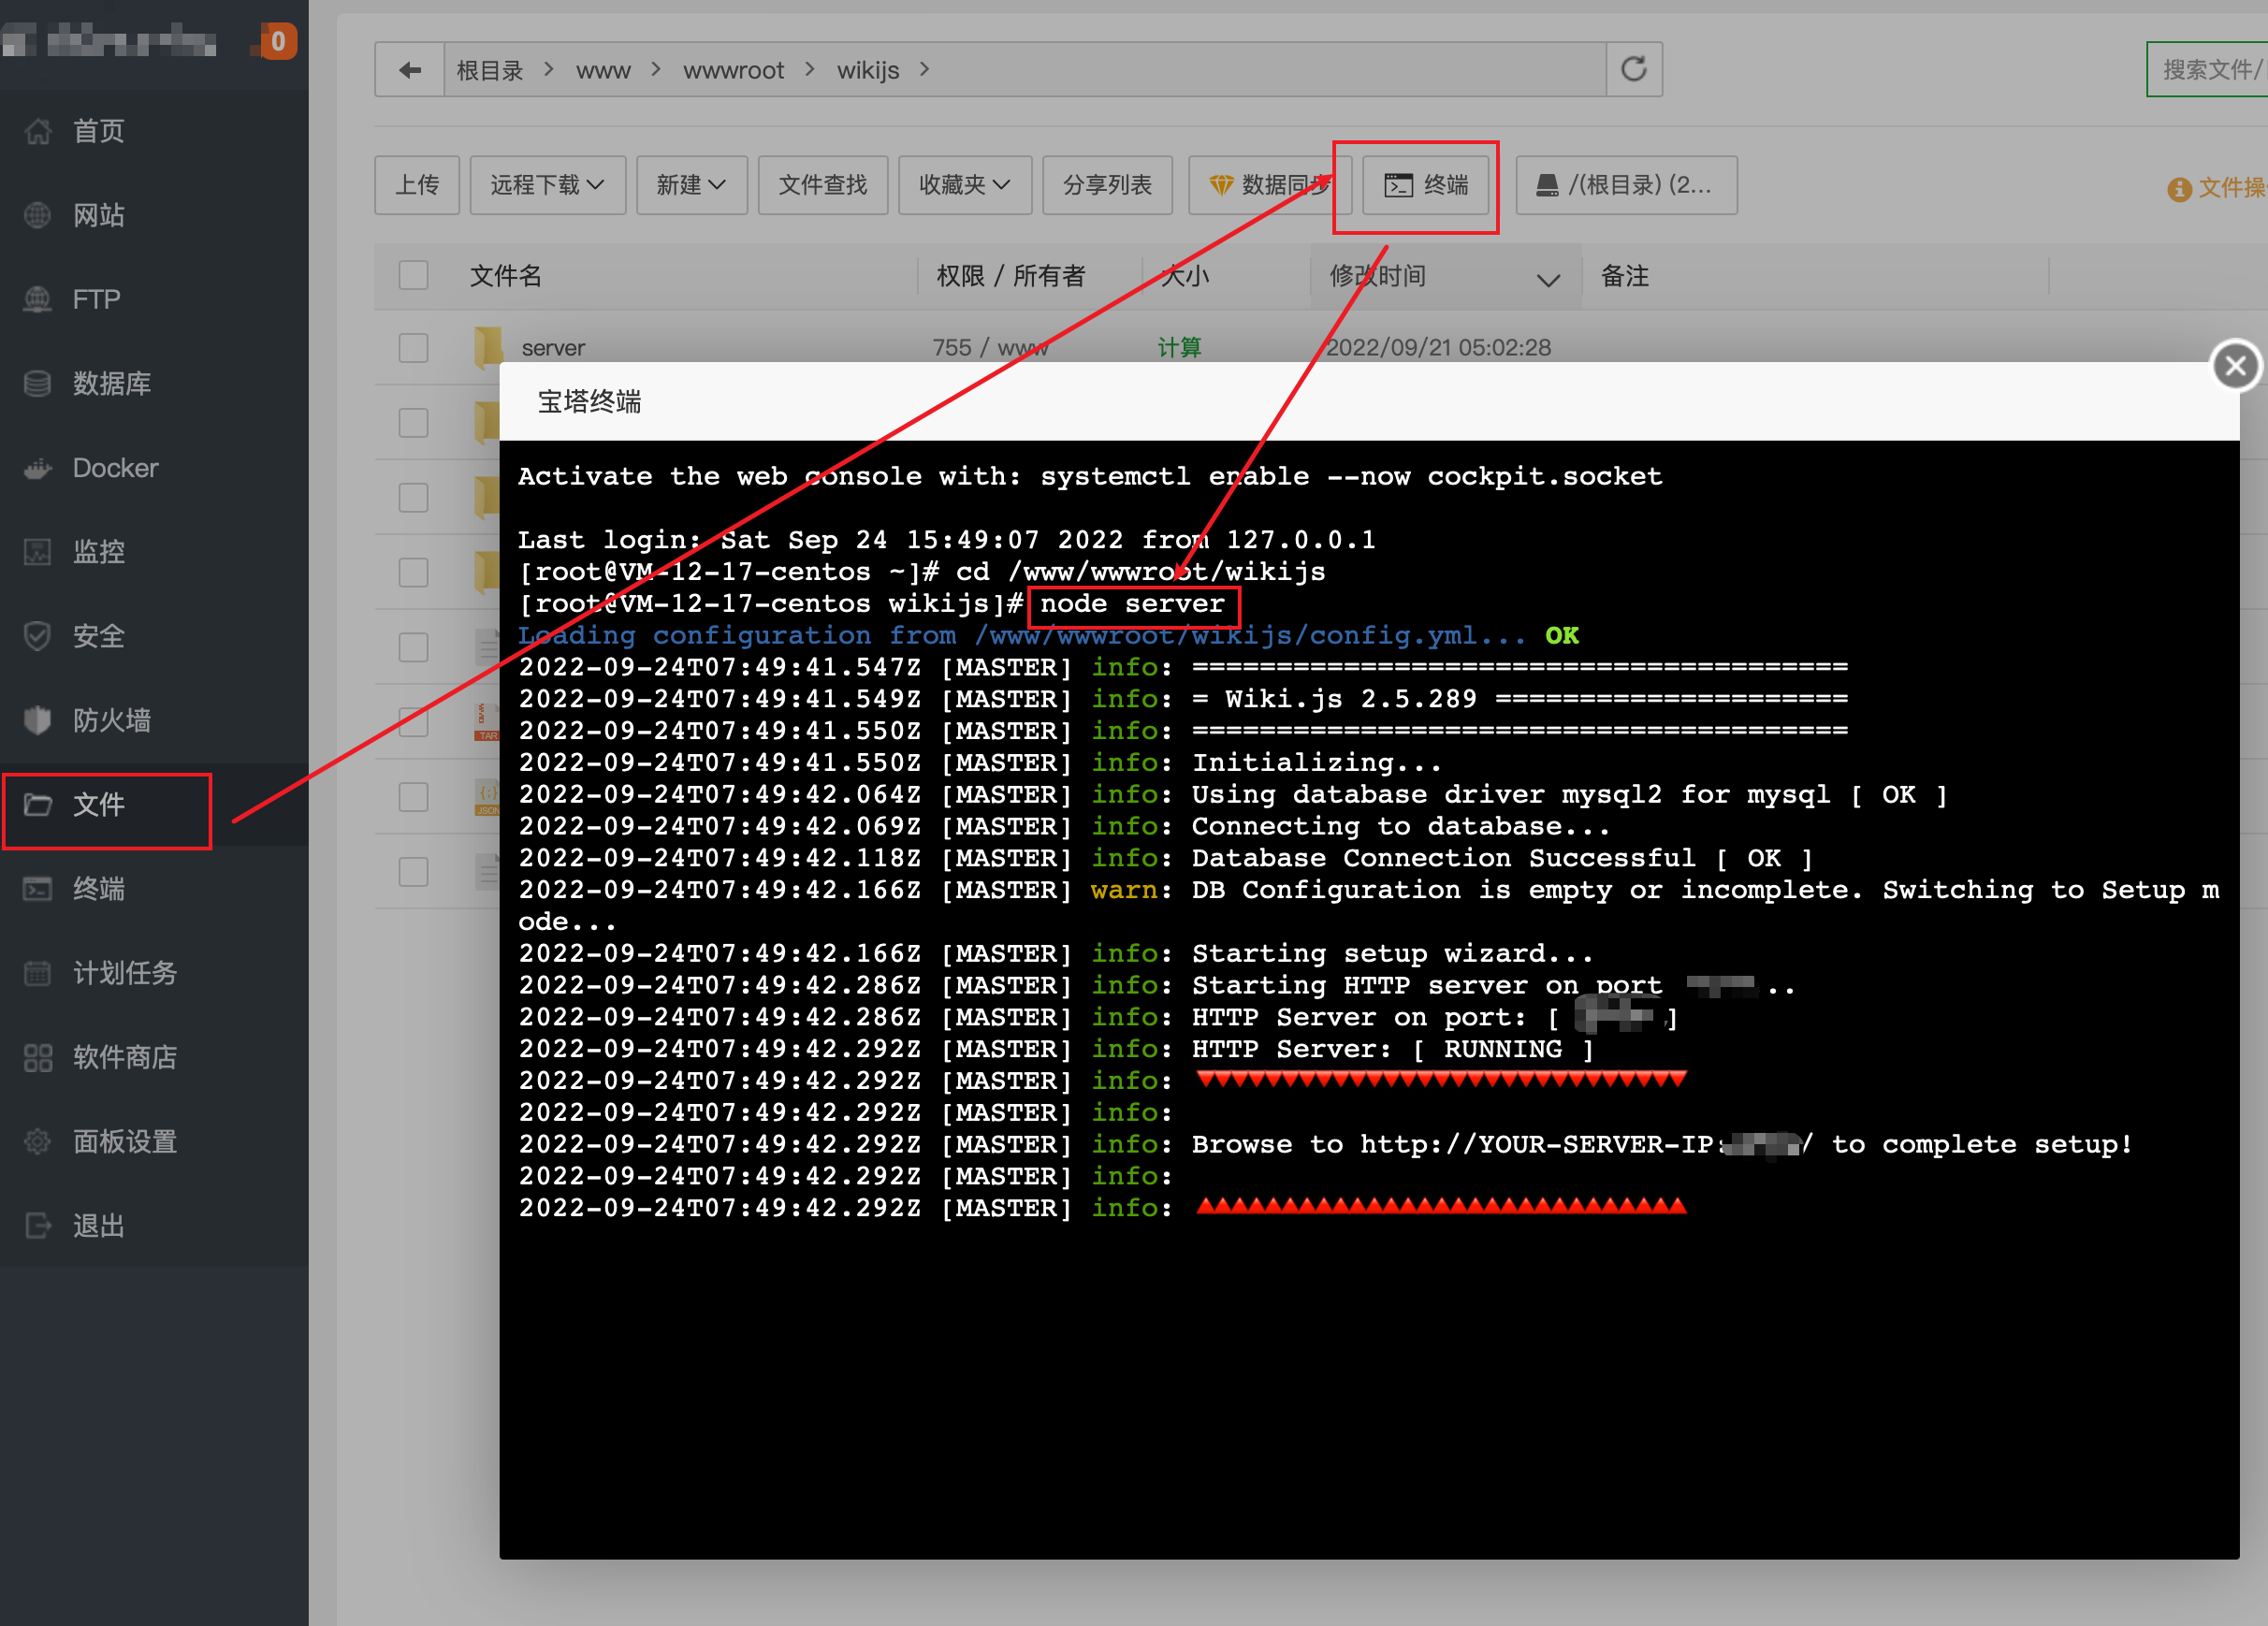 0
首页
网站
FTP
数据库
Docker
监控
安全
防火墙
文件
终端
计划任务
软件商店
面板设置
退出
根目录 > www > wwwroot > wikijs >
搜索文件/
上传 远程下载 新建 文件查找 收藏夹 分享列表 数据同步 终端 /(根目录) (2...
文件操
文件名 权限 / 所有者 大小 修改时间 备注
server 755 / www 计算 2022/09/21 05:02:28
TAR
JSON
宝塔终端
Activate the web console with: systemctl enable --now cockpit.socket
Last login: Sat Sep 24 15:49:07 2022 from 127.0.0.1
[root@VM-12-17-centos ~]# cd /www/wwwroot/wikijs
[root@VM-12-17-centos wikijs]# node server
Loading configuration from /www/wwwroot/wikijs/config.yml... OK
2022-09-24T07:49:41.547Z [MASTER] info: =======================================
2022-09-24T07:49:41.549Z [MASTER] info: = Wiki.js 2.5.289 =====================
2022-09-24T07:49:41.550Z [MASTER] info: =======================================
2022-09-24T07:49:41.550Z [MASTER] info: Initializing...
2022-09-24T07:49:42.064Z [MASTER] info: Using database driver mysql2 for mysql [ OK ]
2022-09-24T07:49:42.069Z [MASTER] info: Connecting to database...
2022-09-24T07:49:42.118Z [MASTER] info: Database Connection Successful [ OK ]
2022-09-24T07:49:42.166Z [MASTER] warn: DB Configuration is empty or incomplete. Switching to Setup m
ode...
2022-09-24T07:49:42.166Z [MASTER] info: Starting setup wizard...
2022-09-24T07:49:42.286Z [MASTER] info: Starting HTTP server on port ..
2022-09-24T07:49:42.286Z [MASTER] info: HTTP Server on port: [ ]
2022-09-24T07:49:42.292Z [MASTER] info: HTTP Server: [ RUNNING ]
2022-09-24T07:49:42.292Z [MASTER] info: 🔻🔻🔻🔻🔻🔻🔻🔻🔻🔻🔻🔻🔻🔻🔻🔻🔻🔻🔻🔻🔻🔻🔻🔻🔻🔻🔻🔻🔻
2022-09-24T07:49:42.292Z [MASTER] info:
2022-09-24T07:49:42.292Z [MASTER] info: Browse to http://YOUR-SERVER-IP: / to complete setup!
2022-09-24T07:49:42.292Z [MASTER] info:
2022-09-24T07:49:42.292Z [MASTER] info: 🔺🔺🔺🔺🔺🔺🔺🔺🔺🔺🔺🔺🔺🔺🔺🔺🔺🔺🔺🔺🔺🔺🔺🔺🔺🔺🔺🔺🔺